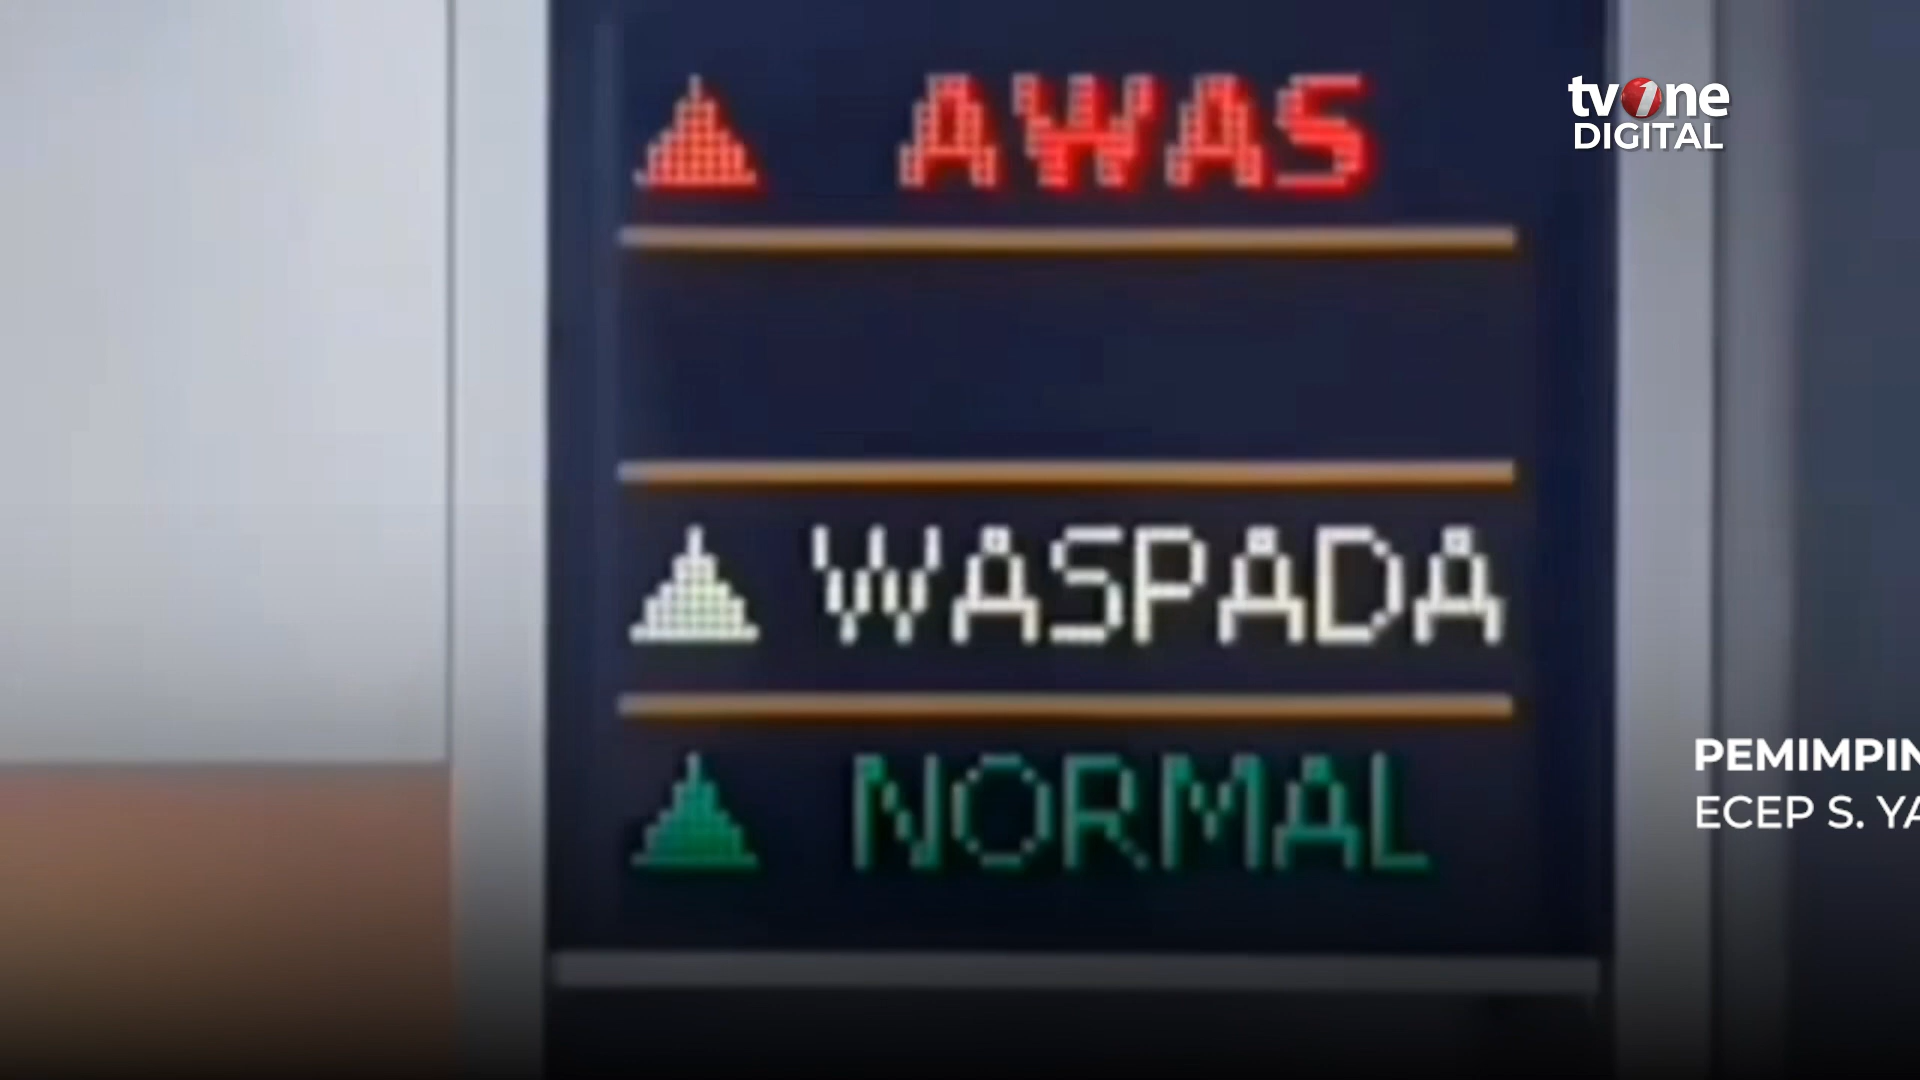 AWAS
tvOne
DIGITAL
WASPADA
NORMAL
PEMIMPIN
ECEP S. YA